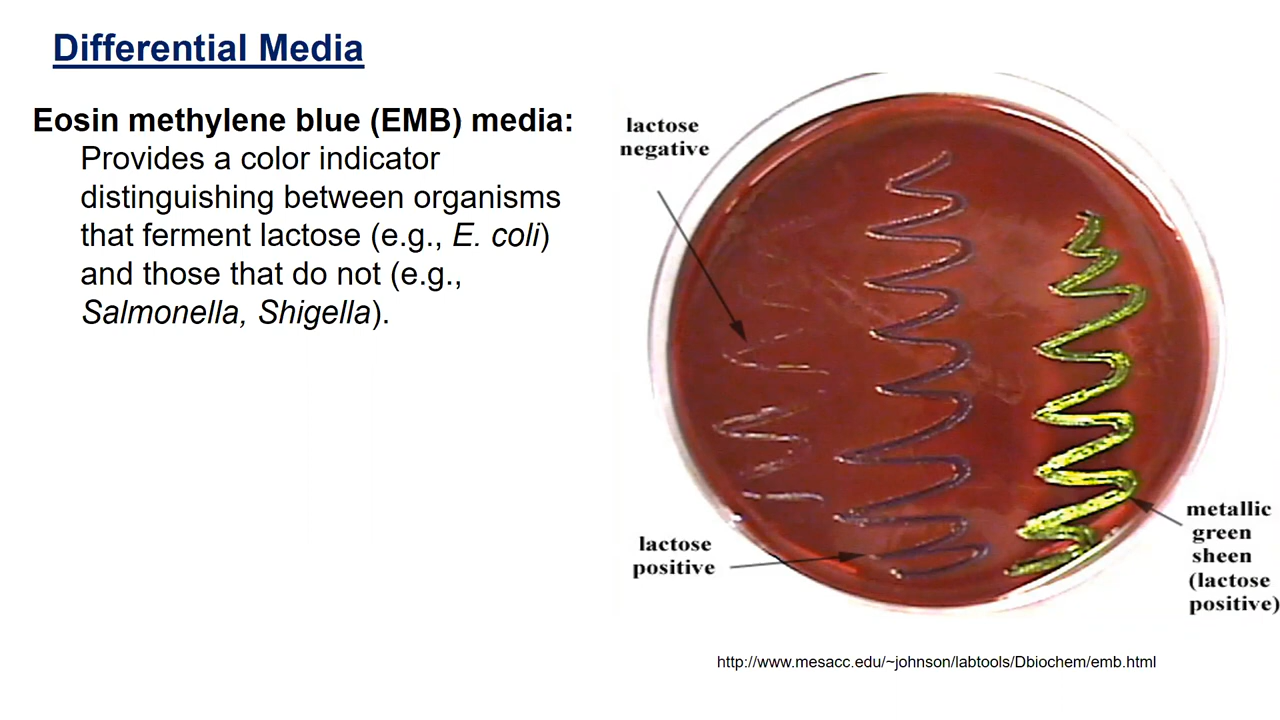 Differential Media
Eosin methylene blue (EMB) media:
Provides a color indicator
distinguishing between organisms
that ferment lactose (e.g., E. coli)
and those that do not (e.g.,
Salmonella, Shigella).
lactose
negative
lactose
positive
metallic
green
sheen
(lactose
positive)
http://www.mesacc.edu/~johnson/labtools/Dbiochem/emb.html